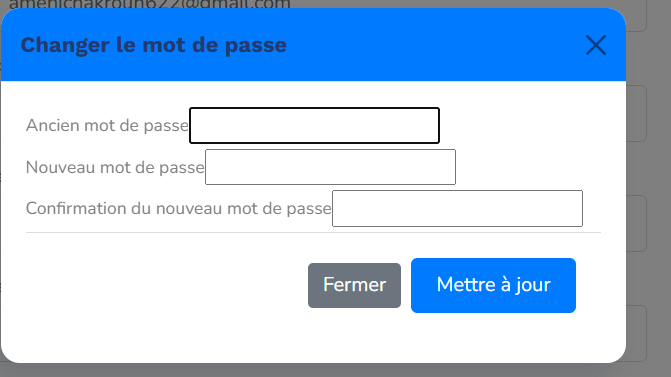 amenichakroun622@gmail.com
Changer le mot de passe
Ancien mot de passe
Nouveau mot de passe
Confirmation du nouveau mot de passe
Fermer
Mettre à jour